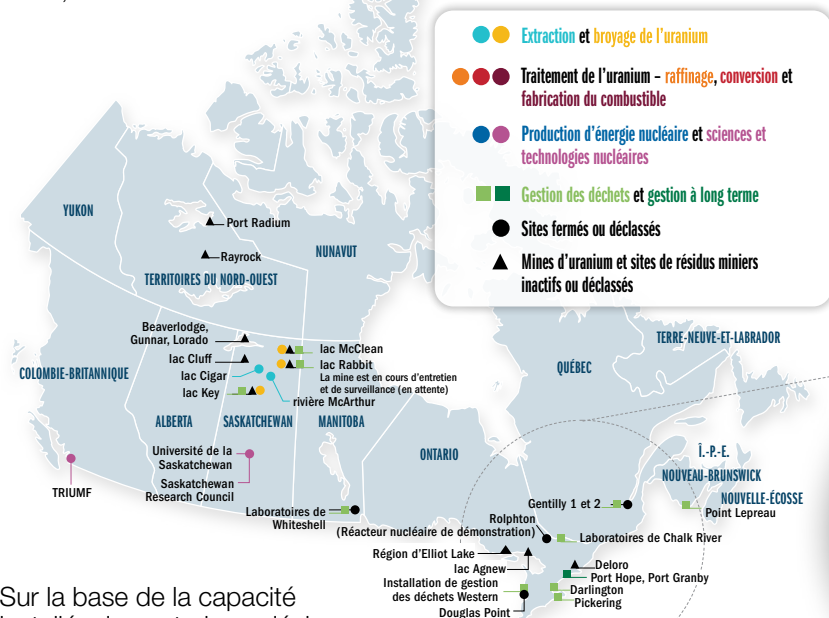 Extraction et broyage de l'uranium
Traitement de l'uranium – raffinage, conversion et
fabrication du combustible
Production d'énergie nucléaire et sciences et
technologies nucléaires
Gestion des déchets et gestion à long terme
Sites fermés ou déclassés
Mines d'uranium et sites de résidus miniers
inactifs ou déclassés
YUKON
Port Radium
Rayrock
NUNAVUT
TERRITOIRES DU NORD-OUEST
Beaverlodge,
Gunnar, Lorado
lac Cluff
lac Cigar
lac Key
lac McClean
lac Rabbit
La mine est en cours d'entretien
et de surveillance (en attente)
rivière McArthur
COLOMBIE-BRITANNIQUE
ALBERTA
SASKATCHEWAN
MANITOBA
ONTARIO
QUÉBEC
TERRE-NEUVE-ET-LABRADOR
Î.-P.-E.
NOUVEAU-BRUNSWICK
NOUVELLE-ÉCOSSE
Point Lepreau
TRIUMF
Université de la
Saskatchewan
Saskatchewan
Research Council
Laboratoires de
Whiteshell
Gentilly 1 et 2
Rolphton
(Réacteur nucléaire de démonstration)
Laboratoires de Chalk River
Région d'Elliot Lake
lac Agnew
Installation de gestion
des déchets Western
Douglas Point
Deloro
Port Hope, Port Granby
Darlington
Pickering
Sur la base de la capacité